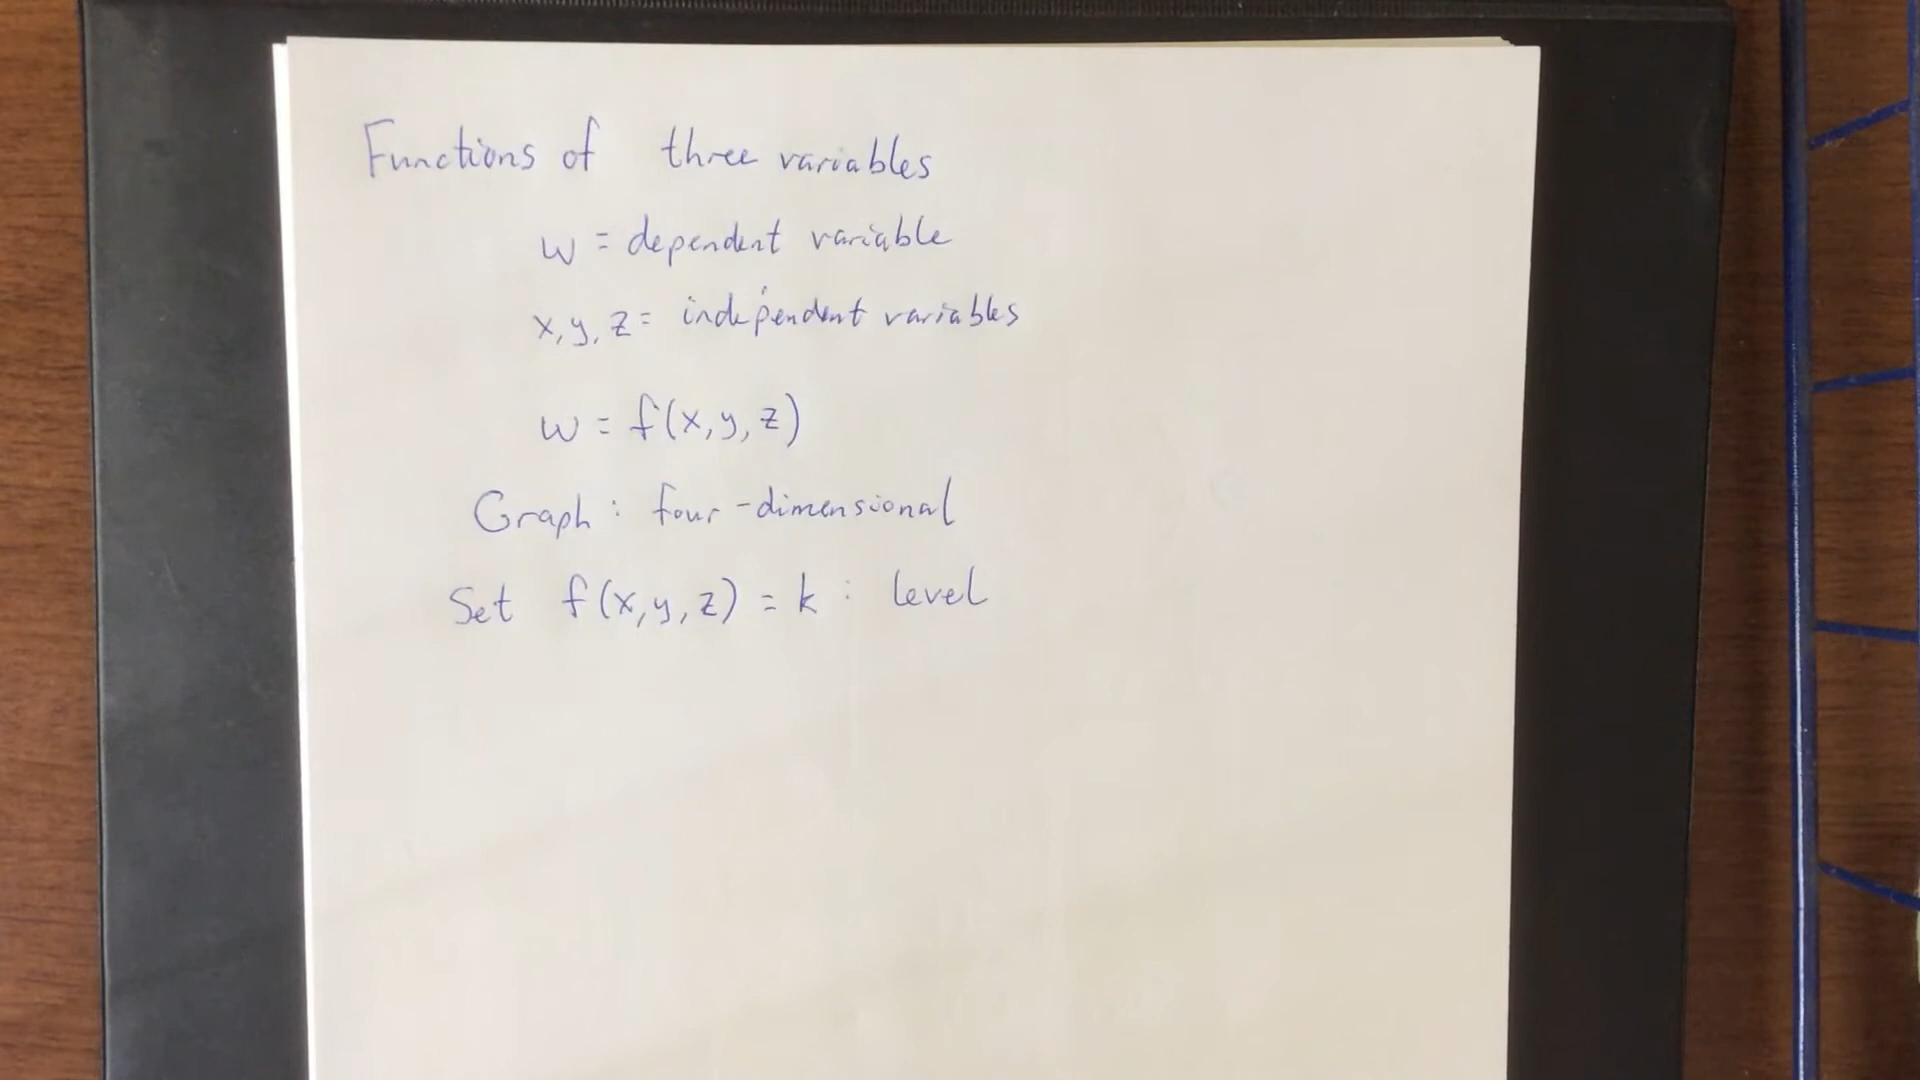 Functions of three variables
w = dependent variable
x, y, z = independent variables
w = f(x, y, z)
Graph: four-dimensional
Set f(x, y, z) = k: level